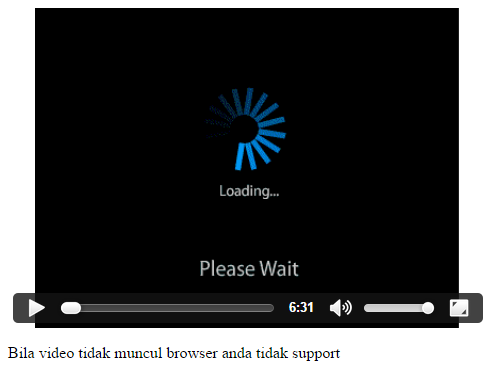 Loading...
Please Wait
6:31
Bila video tidak muncul browser anda tidak support